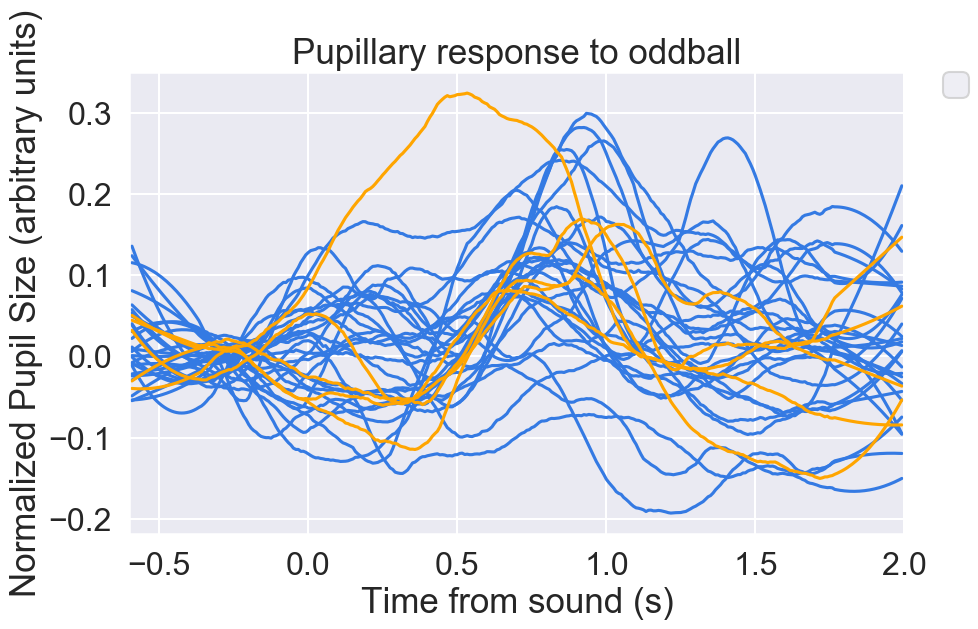 Pupillary response to oddball
Normalized Pupil Size (arbitrary units)
0.3
0.2
0.1
0.0
−0.1
−0.2
−0.5 0.0 0.5 1.0 1.5 2.0
Time from sound (s)